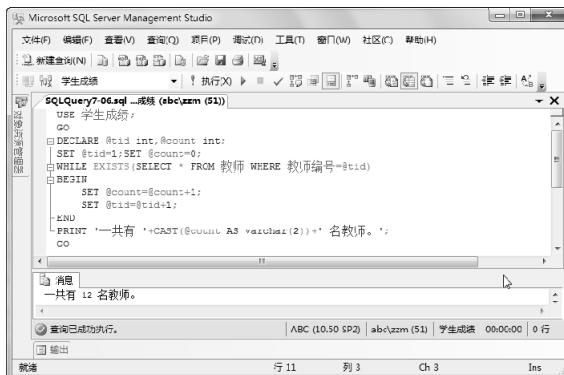 Microsoft SQL Server Management Studio
文件(F) 编辑(E) 查看(V) 查询(Q) 项目(P) 调试(D) 工具(T) 窗口(W) 社区(C) 帮助(H)
新建查询(N)
学生成绩 执行(X)
SQLQuery7-06.sql ...成绩 (abc\zzm (51))
USE 学生成绩;
GO
DECLARE @tid int,@count int;
SET @tid=1;SET @count=0;
WHILE EXISTS(SELECT * FROM 教师 WHERE 教师编号=@tid)
BEGIN
SET @count=@count+1;
SET @tid=@tid+1;
END
PRINT '一共有 '+CAST(@count AS varchar(2))+' 名教师。';
GO
消息
一共有 12 名教师。
查询已成功执行。 ABC (10.50 SP2) abc\zzm (51) 学生成绩 00:00:00 0 行
输出
就绪 行 11 列 3 Ch 3 Ins